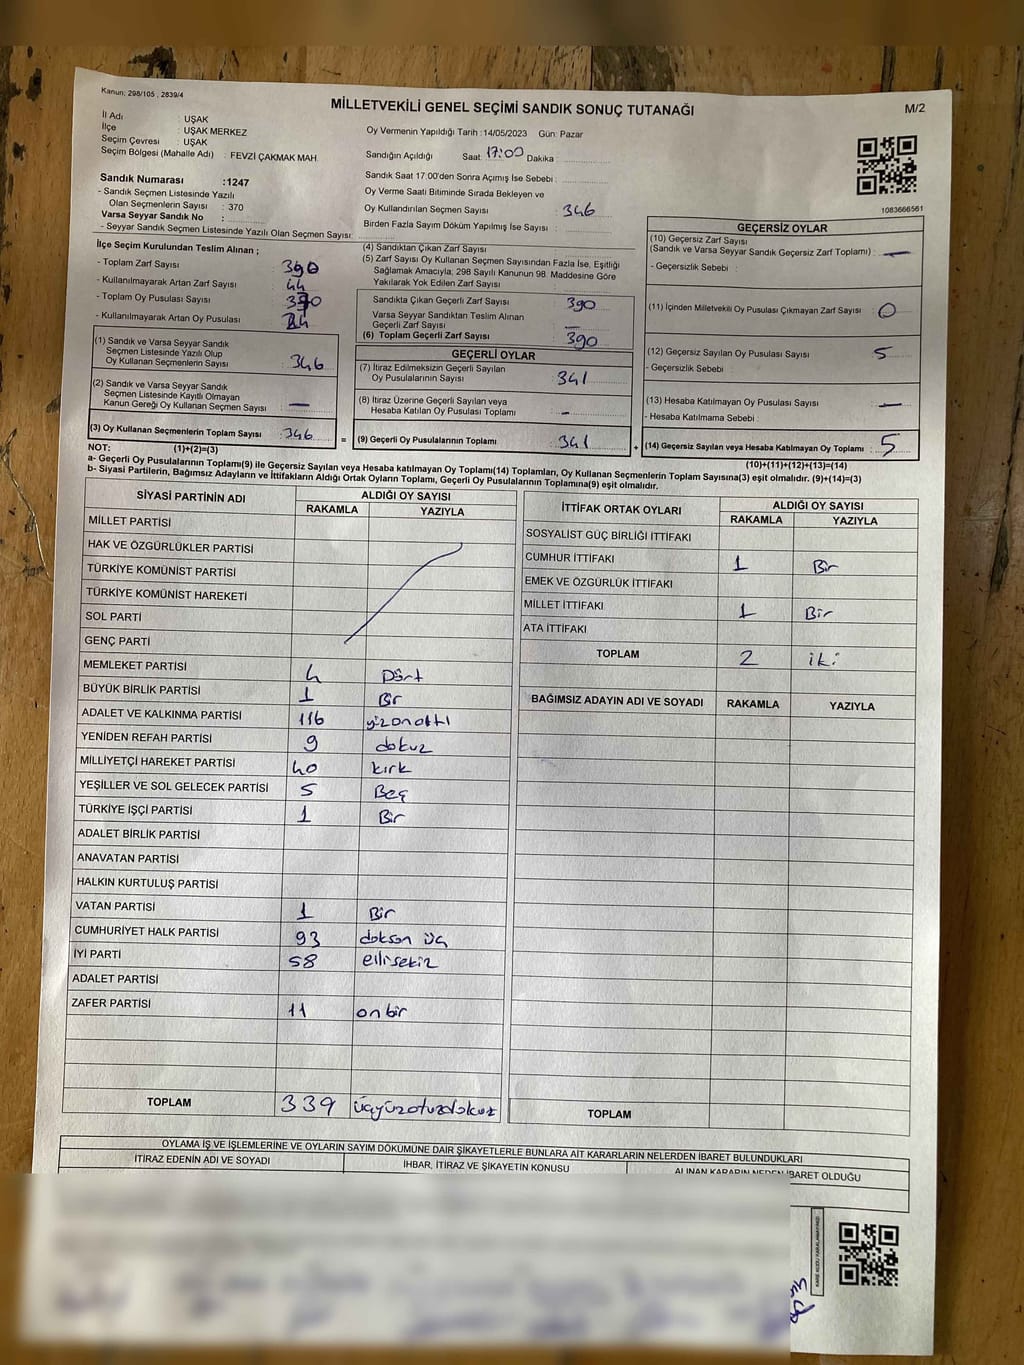 Kanun: 298/105 , 2839/4
MİLLETVEKİLİ GENEL SEÇİMİ SANDIK SONUÇ TUTANAĞI
M/2
İl Adı : UŞAK
İlçe : UŞAK MERKEZ
Seçim Çevresi : UŞAK
Seçim Bölgesi (Mahalle Adı) : FEVZİ ÇAKMAK MAH.
Sandık Numarası :1247
- Sandık Seçmen Listesinde Yazılı
Olan Seçmenlerin Sayısı : 370
Varsa Seyyar Sandık No :
- Seyyar Sandık Seçmen Listesinde Yazılı Olan Seçmen Sayısı:
Oy Vermenin Yapıldığı Tarih :14/05/2023 Gün: Pazar
Sandığın Açıldığı Saat: 17:00 Dakika :
Sandık Saat 17:00'den Sonra Açımış İse Sebebi :
Oy Verme Saati Bitiminde Sırada Bekleyen ve
Oy Kullandırılan Seçmen Sayısı : 346
Birden Fazla Sayım Döküm Yapılmış İse Sayısı :
1083666561
İlçe Seçim Kurulundan Teslim Alınan ;
- Toplam Zarf Sayısı : 390
- Kullanılmayarak Artan Zarf Sayısı : 44
- Toplam Oy Pusulası Sayısı : 390
- Kullanılmayarak Artan Oy Pusulası :
(1) Sandık ve Varsa Seyyar Sandık
Seçmen Listesinde Yazılı Olup
Oy Kullanan Seçmenlerin Sayısı : 346
(2) Sandık ve Varsa Seyyar Sandık
Seçmen Listesinde Kayıtlı Olmayan
Kanun Gereği Oy Kullanan Seçmen Sayısı : —
(3) Oy Kullanan Seçmenlerin Toplam Sayısı : 346
(1)+(2)=(3)
(4) Sandıktan Çıkan Zarf Sayısı :
(5) Zarf Sayısı Oy Kullanan Seçmen Sayısından Fazla İse, Eşitliği
Sağlamak Amacıyla; 298 Sayılı Kanunun 98. Maddesine Göre
Yakılarak Yok Edilen Zarf Sayısı :
Sandıkta Çıkan Geçerli Zarf Sayısı : 390
Varsa Seyyar Sandıktan Teslim Alınan
Geçerli Zarf Sayısı : —
(6) Toplam Geçerli Zarf Sayısı : 390
GEÇERLİ OYLAR
(7) İtiraz Edilmeksizin Geçerli Sayılan
Oy Pusulalarının Sayısı : 341
(8) İtiraz Üzerine Geçerli Sayılan veya
Hesaba Katılan Oy Pusulası Toplamı : –
= (9) Geçerli Oy Pusulalarının Toplamı : 341
GEÇERSİZ OYLAR
(10) Geçersiz Zarf Sayısı
(Sandık ve Varsa Seyyar Sandık Geçersiz Zarf Toplamı) : —
- Geçersizlik Sebebi :
(11) İçinden Milletvekili Oy Pusulası Çıkmayan Zarf Sayısı : 0
(12) Geçersiz Sayılan Oy Pusulası Sayısı : 5
- Geçersizlik Sebebi :
(13) Hesaba Katılmayan Oy Pusulası Sayısı : —
- Hesaba Katılmama Sebebi :
+ (14) Geçersiz Sayılan veya Hesaba Katılmayan Oy Toplamı : 5
(10)+(11)+(12)+(13)=(14)
NOT:
a- Geçerli Oy Pusulalarının Toplamı(9) ile Geçersiz Sayılan veya Hesaba katılmayan Oy Toplamı(14) Toplamları, Oy Kullanan Seçmenlerin Toplam Sayısına(3) eşit olmalıdır. (9)+(14)=(3)
b- Siyasi Partilerin, Bağımsız Adayların ve İttifakların Aldığı Ortak Oyların Toplamı, Geçerli Oy Pusulalarının Toplamına(9) eşit olmalıdır.
SİYASİ PARTİNİN ADI ALDIĞI OY SAYISI
RAKAMLA YAZIYLA
MİLLET PARTİSİ
HAK VE ÖZGÜRLÜKLER PARTİSİ
TÜRKİYE KOMÜNİST PARTİSİ
TÜRKİYE KOMÜNİST HAREKETİ
SOL PARTİ
GENÇ PARTİ
MEMLEKET PARTİSİ 4 Dört
BÜYÜK BİRLİK PARTİSİ 1 Bir
ADALET VE KALKINMA PARTİSİ 116 yüzonaltı
YENİDEN REFAH PARTİSİ 9 dokuz
MİLLİYETÇİ HAREKET PARTİSİ 40 kırk
YEŞİLLER VE SOL GELECEK PARTİSİ 5 Beş
TÜRKİYE İŞÇİ PARTİSİ 1 Bir
ADALET BİRLİK PARTİSİ
ANAVATAN PARTİSİ
HALKIN KURTULUŞ PARTİSİ
VATAN PARTİSİ 1 Bir
CUMHURİYET HALK PARTİSİ 93 doksan üç
İYİ PARTİ 58 ellisekiz
ADALET PARTİSİ
ZAFER PARTİSİ 11 onbir
TOPLAM 339 üçyüzotuzdokuz
İTTİFAK ORTAK OYLARI ALDIĞI OY SAYISI
RAKAMLA YAZIYLA
SOSYALİST GÜÇ BİRLİĞİ İTTİFAKI
CUMHUR İTTİFAKI 1 Bir
EMEK VE ÖZGÜRLÜK İTTİFAKI
MİLLET İTTİFAKI 1 Bir
ATA İTTİFAKI
TOPLAM 2 iki
BAĞIMSIZ ADAYIN ADI VE SOYADI RAKAMLA YAZIYLA
TOPLAM
OYLAMA İŞ VE İŞLEMLERİNE VE OYLARIN SAYIM DÖKÜMÜNE DAİR ŞİKAYETLERLE BUNLARA AİT KARARLARIN NELERDEN İBARET BULUNDUKLARI
İTİRAZ EDENİN ADI VE SOYADI İHBAR, İTİRAZ VE ŞİKAYETİN KONUSU ALINAN KARARIN NEDEN İBARET OLDUĞU